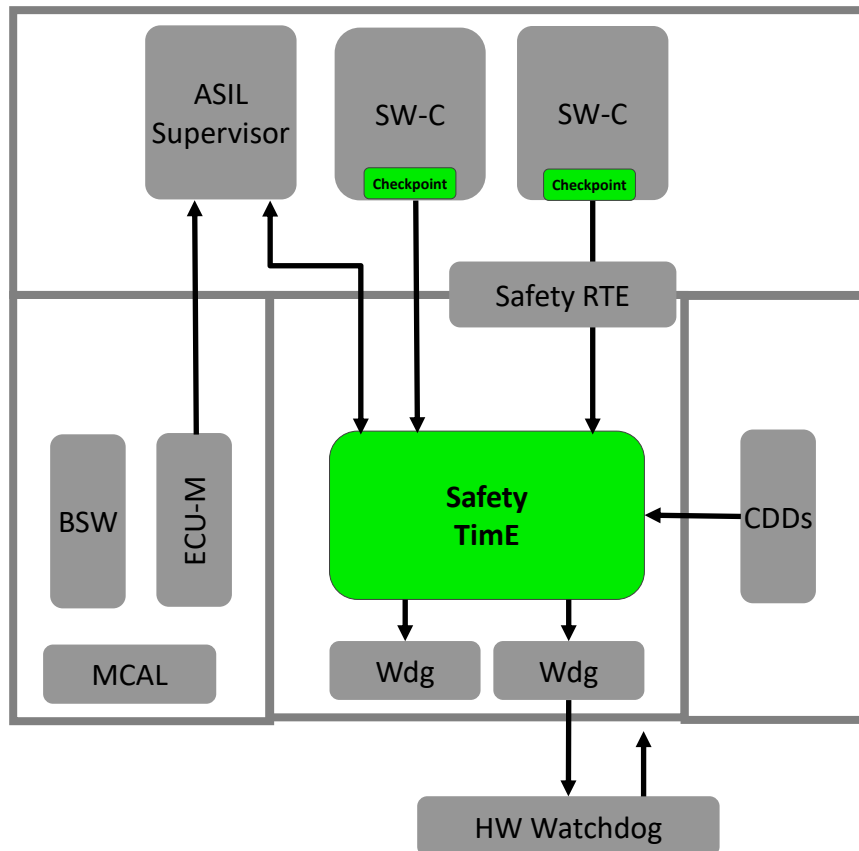 ASIL
Supervisor
SW-C
SW-C
Checkpoint
Checkpoint
Safety RTE
BSW
ECU-M
Safety
TimE
CDDs
MCAL
Wdg
Wdg
HW Watchdog